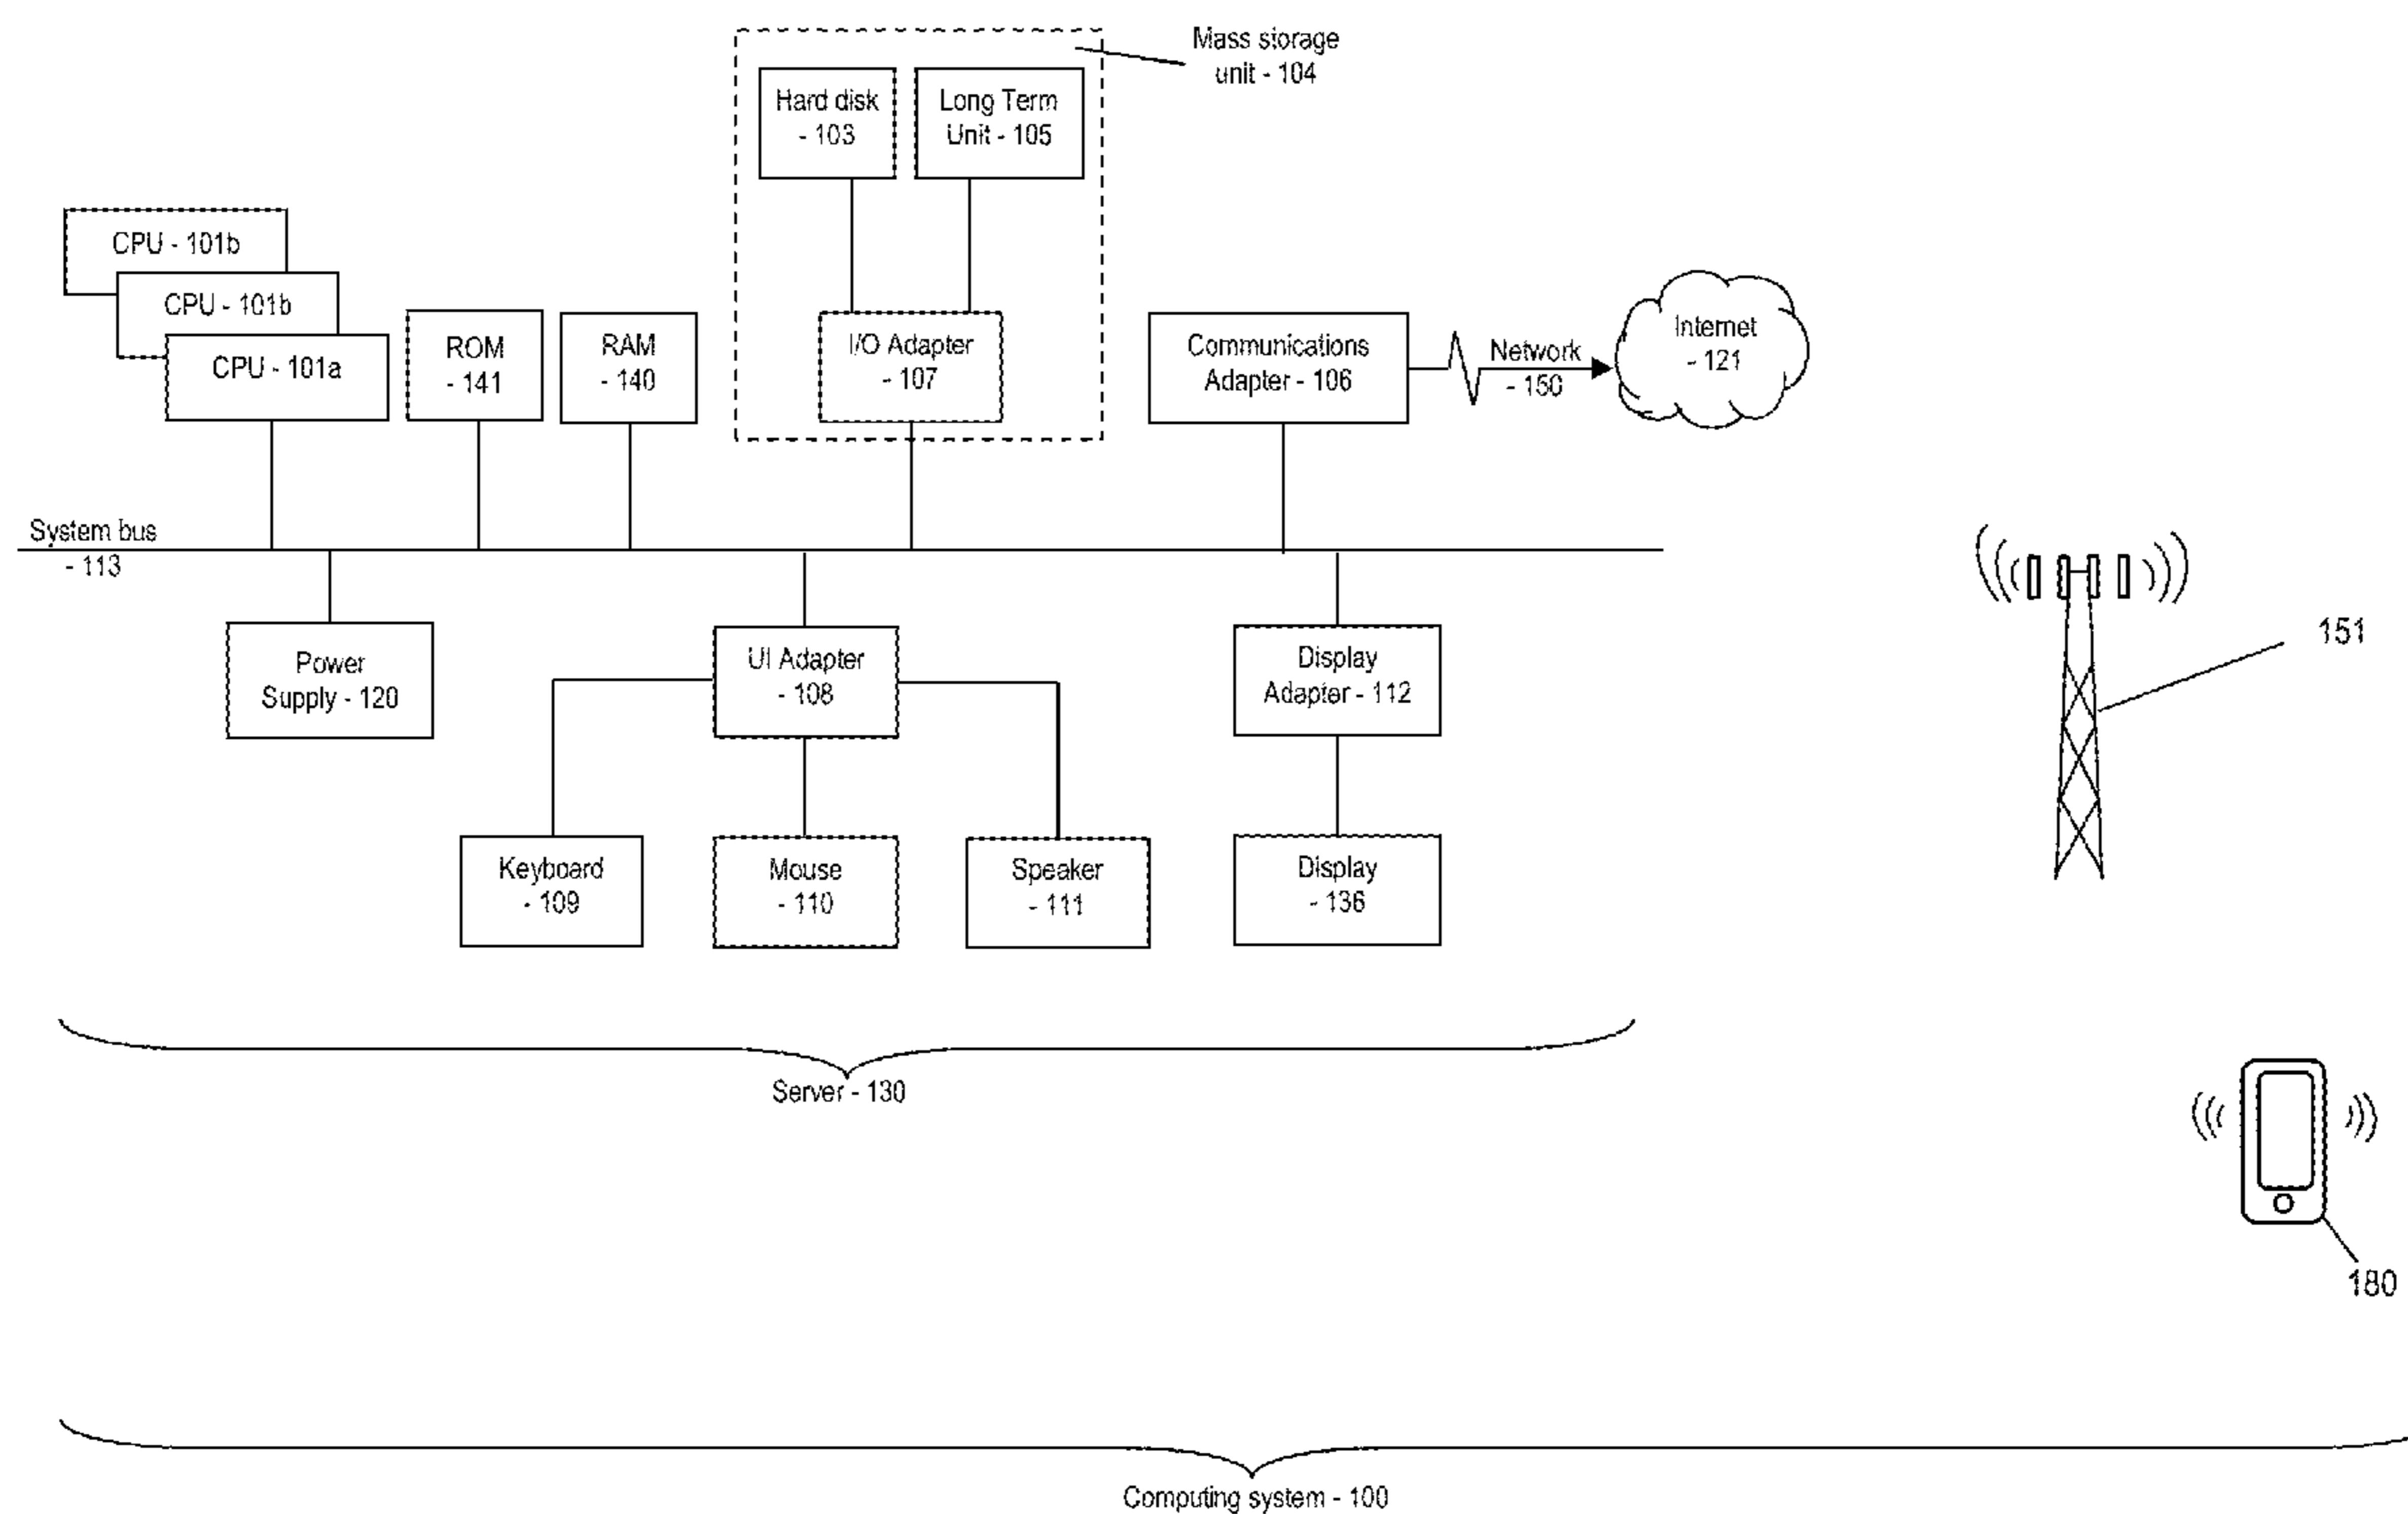 Mass storage
unit - 104
Hard disk
- 103
Long Term
Unit - 105
CPU - 101b
CPU - 101b
CPU - 101a
ROM
- 141
RAM
- 140
I/O Adapter
- 107
Communications
Adapter - 106
Network
- 150
Internet
- 121
System bus
- 113
Power
Supply - 120
UI Adapter
- 108
Display
Adapter - 112
151
Keyboard
- 109
Mouse
- 110
Speaker
- 111
Display
- 136
Server - 130
180
Computing system - 100